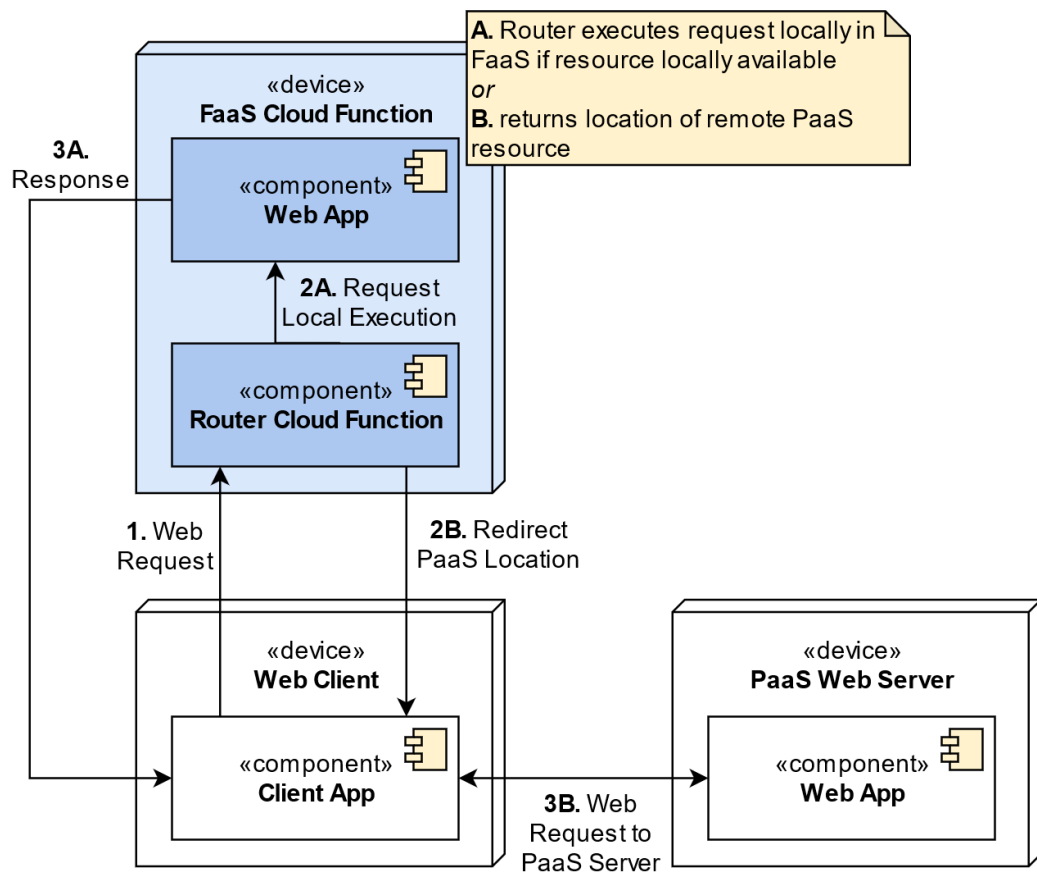 A. Router executes request locally in
FaaS if resource locally available
or
B. returns location of remote PaaS
resource
«device»
FaaS Cloud Function
3A.
Response
«component»
Web App
2A. Request
Local Execution
«component»
Router Cloud Function
1. Web
Request
2B. Redirect
PaaS Location
«device»
Web Client
«component»
Client App
3B. Web
Request to
PaaS Server
«device»
PaaS Web Server
«component»
Web App